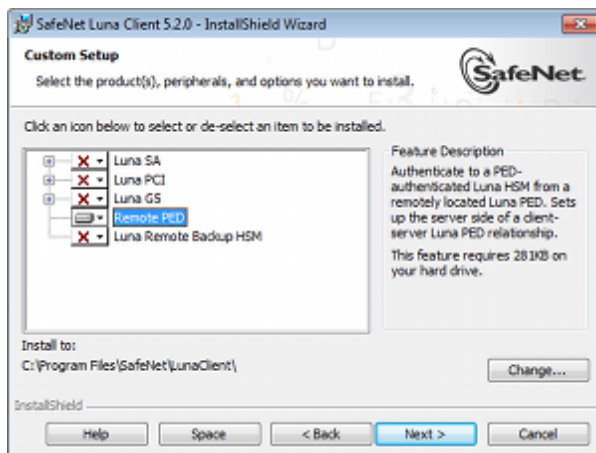 SafeNet Luna Client 5.2.0 - InstallShield Wizard
Custom Setup
Select the product(s), peripherals, and options you want to install.
SafeNet.
Click an icon below to select or de-select an item to be installed.
Luna SA
Luna PCI
Luna GS
Remote PED
Luna Remote Backup HSM
Feature Description
Authenticate to a PED-
authenticated Luna HSM from a
remotely located Luna PED. Sets
up the server side of a client-
server Luna PED relationship.
This feature requires 281KB on
your hard drive.
Install to:
C:\Program Files\SafeNet\LunaClient\
Change...
InstallShield
Help
Space
< Back
Next >
Cancel